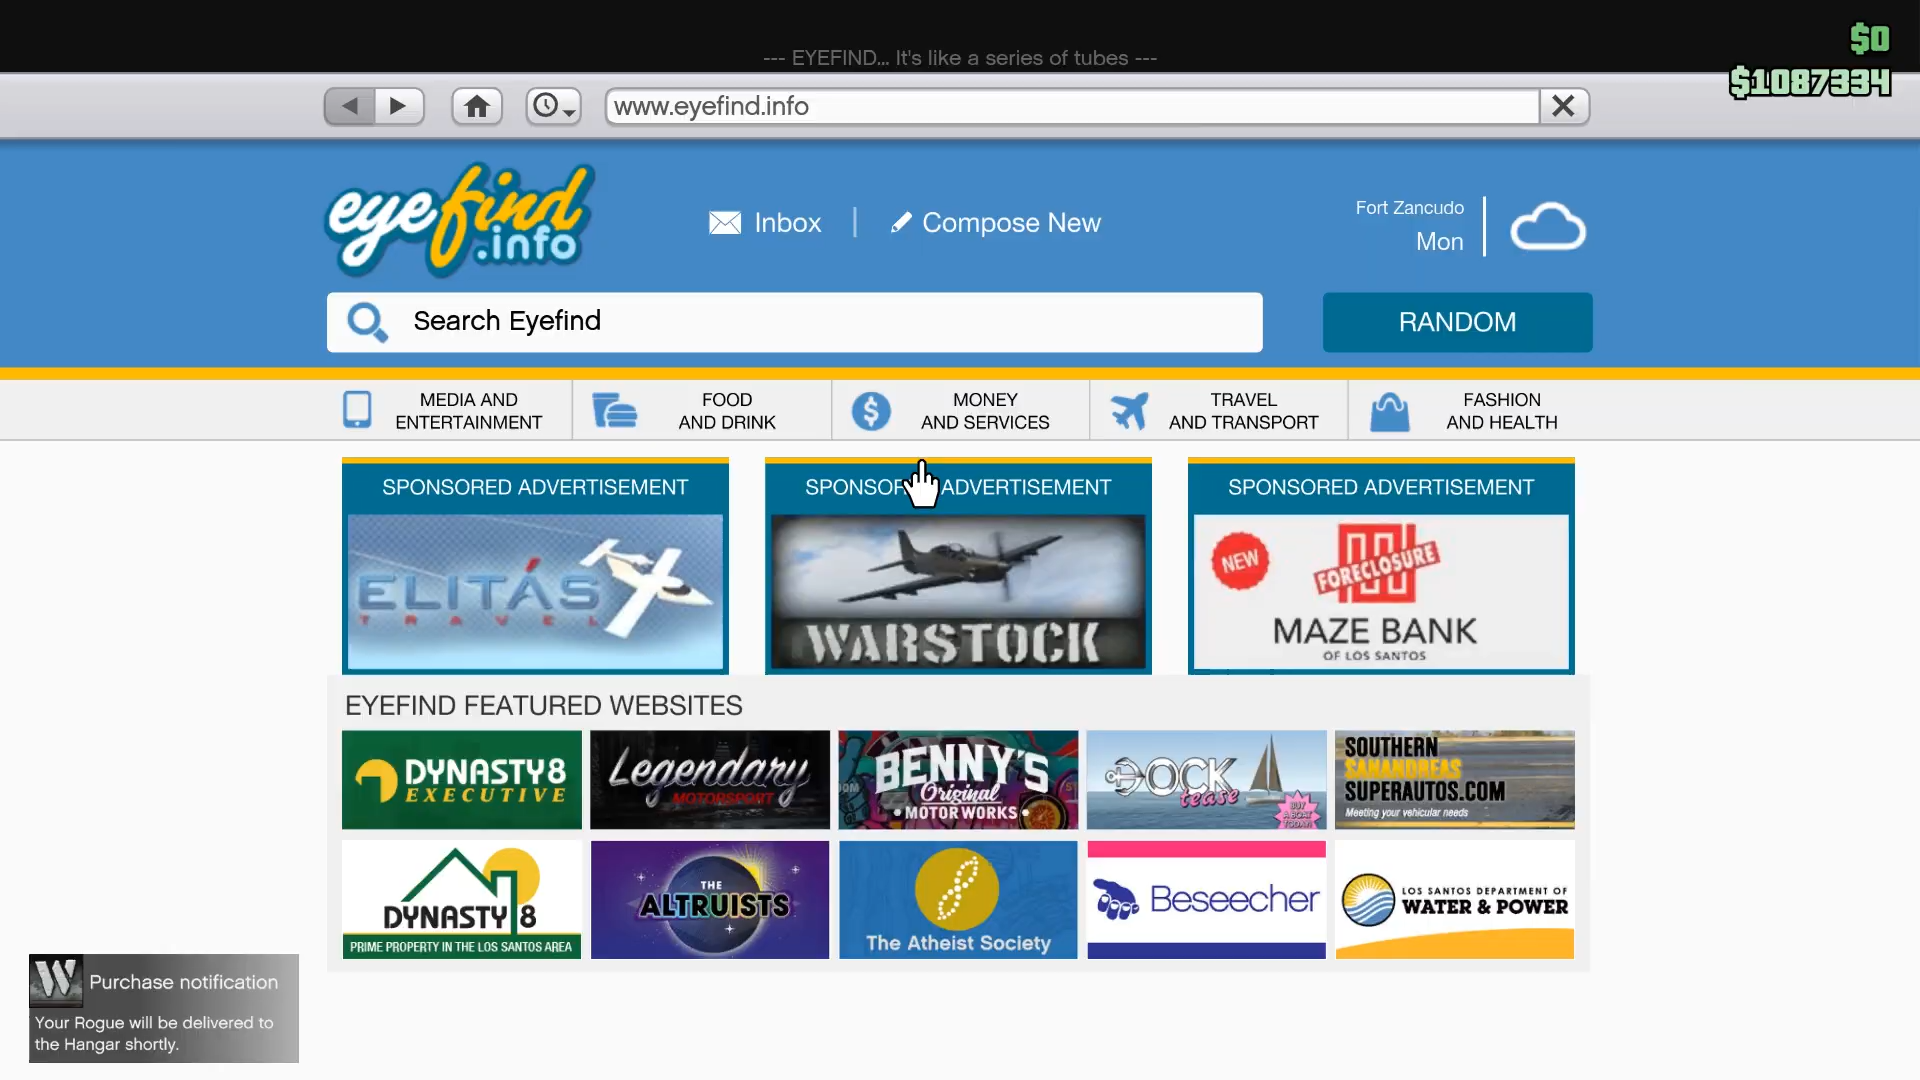 $0
--- EYEFIND... It's like a series of tubes ---
$1087334
www.eyefind.info
eyefind
.info
Inbox
Compose New
Fort Zancudo
Mon
Search Eyefind
RANDOM
MEDIA AND
ENTERTAINMENT
FOOD
AND DRINK
MONEY
AND SERVICES
TRAVEL
AND TRANSPORT
FASHION
AND HEALTH
SPONSORED ADVERTISEMENT
ELITÁS
TRAVEL
SPONSOR ADVERTISEMENT
WARSTOCK
SPONSORED ADVERTISEMENT
NEW
FORECLOSURE
MAZE BANK
OF LOS SANTOS
EYEFIND FEATURED WEBSITES
DYNASTY 8
EXECUTIVE
Legendary
MOTORSPORT
BENNY'S
Original
• MOTOR WORKS •
DOCK
tease
BUY
A BOAT
TODAY!
SOUTHERN
SANANDREAS
SUPERAUTOS.COM
Meeting your vehicular needs
DYNASTY 8
PRIME PROPERTY IN THE LOS SANTOS AREA
THE
ALTRUISTS
The Atheist Society
Beseecher
LOS SANTOS DEPARTMENT OF
WATER & POWER
W
Purchase notification
Your Rogue will be delivered to
the Hangar shortly.